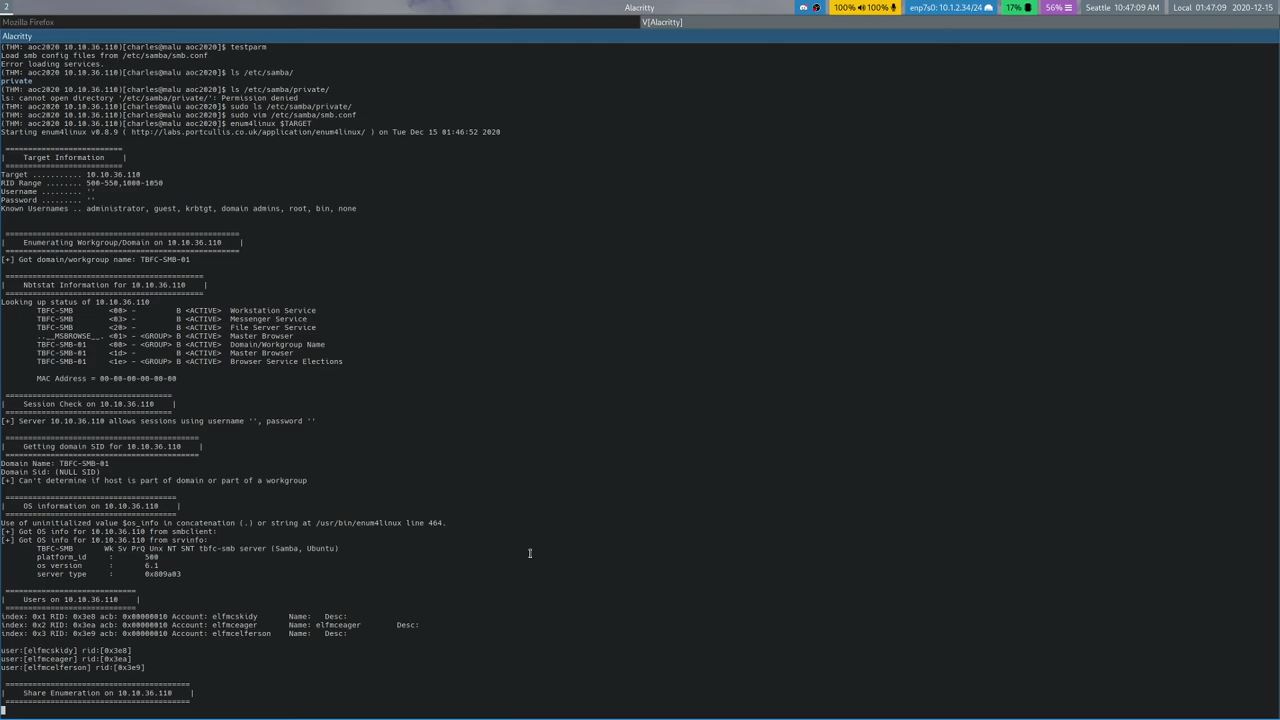 2
Alacritty
100% 100%
enp7s0: 10.1.2.34/24
17%
56%
Seattle 10:47:09 AM
Local 01:47:09
2020-12-15
Mozilla Firefox
V[Alacritty]
Alacritty
(THM: aoc2020 10.10.36.110)[charles@malu aoc2020]$ testparm
Load smb config files from /etc/samba/smb.conf
Error loading services.
(THM: aoc2020 10.10.36.110)[charles@malu aoc2020]$ ls /etc/samba/
private
(THM: aoc2020 10.10.36.110)[charles@malu aoc2020]$ ls /etc/samba/private/
ls: cannot open directory '/etc/samba/private/': Permission denied
(THM: aoc2020 10.10.36.110)[charles@malu aoc2020]$ sudo ls /etc/samba/private/
(THM: aoc2020 10.10.36.110)[charles@malu aoc2020]$ sudo vim /etc/samba/smb.conf
(THM: aoc2020 10.10.36.110)[charles@malu aoc2020]$ enum4linux $TARGET
Starting enum4linux v0.8.9 ( http://labs.portcullis.co.uk/application/enum4linux/ ) on Tue Dec 15 01:46:52 2020
==========================
|    Target Information    |
==========================
Target ........... 10.10.36.110
RID Range ........ 500-550,1000-1050
Username ......... ''
Password ......... ''
Known Usernames .. administrator, guest, krbtgt, domain admins, root, bin, none
====================================================
|    Enumerating Workgroup/Domain on 10.10.36.110    |
====================================================
[+] Got domain/workgroup name: TBFC-SMB-01
============================================
|    Nbtstat Information for 10.10.36.110    |
============================================
Looking up status of 10.10.36.110
TBFC-SMB        <00> -         B <ACTIVE>  Workstation Service
TBFC-SMB        <03> -         B <ACTIVE>  Messenger Service
TBFC-SMB        <20> -         B <ACTIVE>  File Server Service
..__MSBROWSE__. <01> - <GROUP> B <ACTIVE>  Master Browser
TBFC-SMB-01     <00> - <GROUP> B <ACTIVE>  Domain/Workgroup Name
TBFC-SMB-01     <1d> -         B <ACTIVE>  Master Browser
TBFC-SMB-01     <1e> - <GROUP> B <ACTIVE>  Browser Service Elections
MAC Address = 00-00-00-00-00-00
=====================================
|    Session Check on 10.10.36.110    |
=====================================
[+] Server 10.10.36.110 allows sessions using username '', password ''
===========================================
|    Getting domain SID for 10.10.36.110    |
===========================================
Domain Name: TBFC-SMB-01
Domain Sid: (NULL SID)
[+] Can't determine if host is part of domain or part of a workgroup
======================================
|    OS information on 10.10.36.110    |
======================================
Use of uninitialized value $os_info in concatenation (.) or string at /usr/bin/enum4linux line 464.
[+] Got OS info for 10.10.36.110 from smbclient:
[+] Got OS info for 10.10.36.110 from srvinfo:
TBFC-SMB       Wk Sv PrQ Unx NT SNT tbfc-smb server (Samba, Ubuntu)
platform_id     :       500
os version      :       6.1
server type     :       0x809a03
=============================
|    Users on 10.10.36.110    |
=============================
index: 0x1 RID: 0x3e8 acb: 0x00000010 Account: elfmcskidy    Name:   Desc:
index: 0x2 RID: 0x3ea acb: 0x00000010 Account: elfmceager    Name: elfmceager        Desc:
index: 0x3 RID: 0x3e9 acb: 0x00000010 Account: elfmcelferson    Name:   Desc:
user:[elfmcskidy] rid:[0x3e8]
user:[elfmceager] rid:[0x3ea]
user:[elfmcelferson] rid:[0x3e9]
=========================================
|    Share Enumeration on 10.10.36.110    |
=========================================